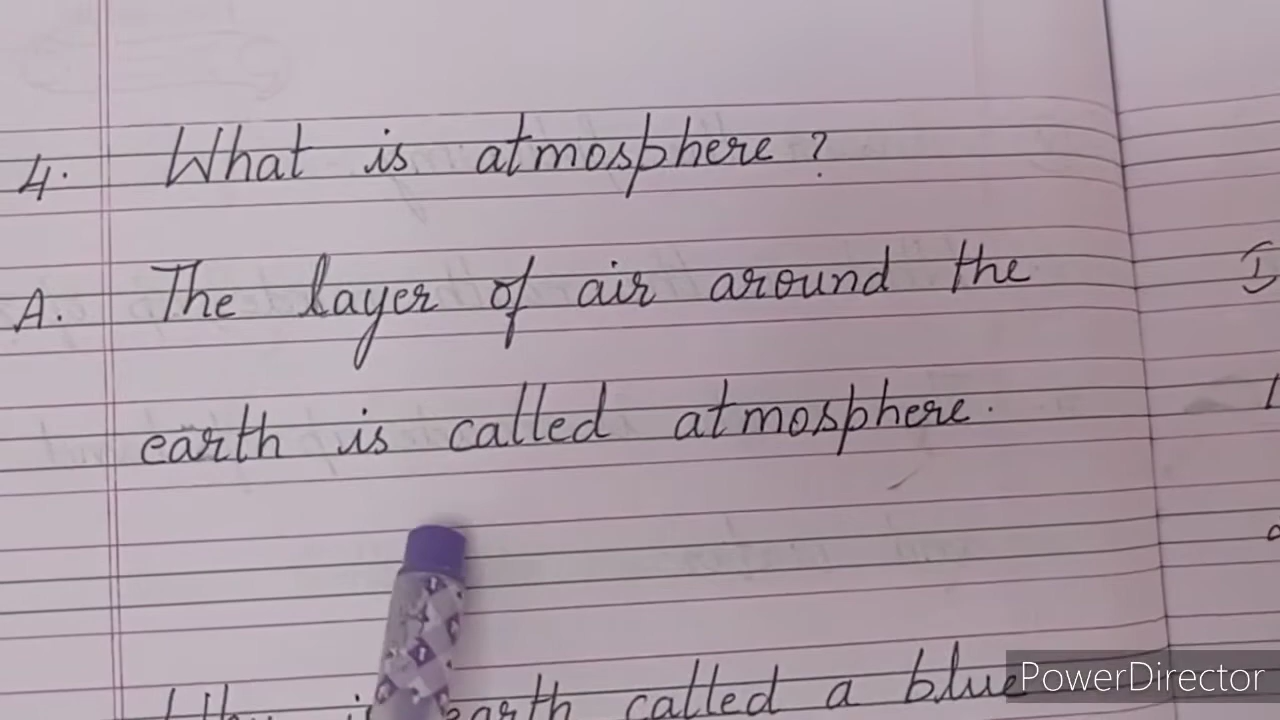 4. What is atmosphere?
A. The layer of air around the
earth is called atmosphere.
earth called a blue
PowerDirector